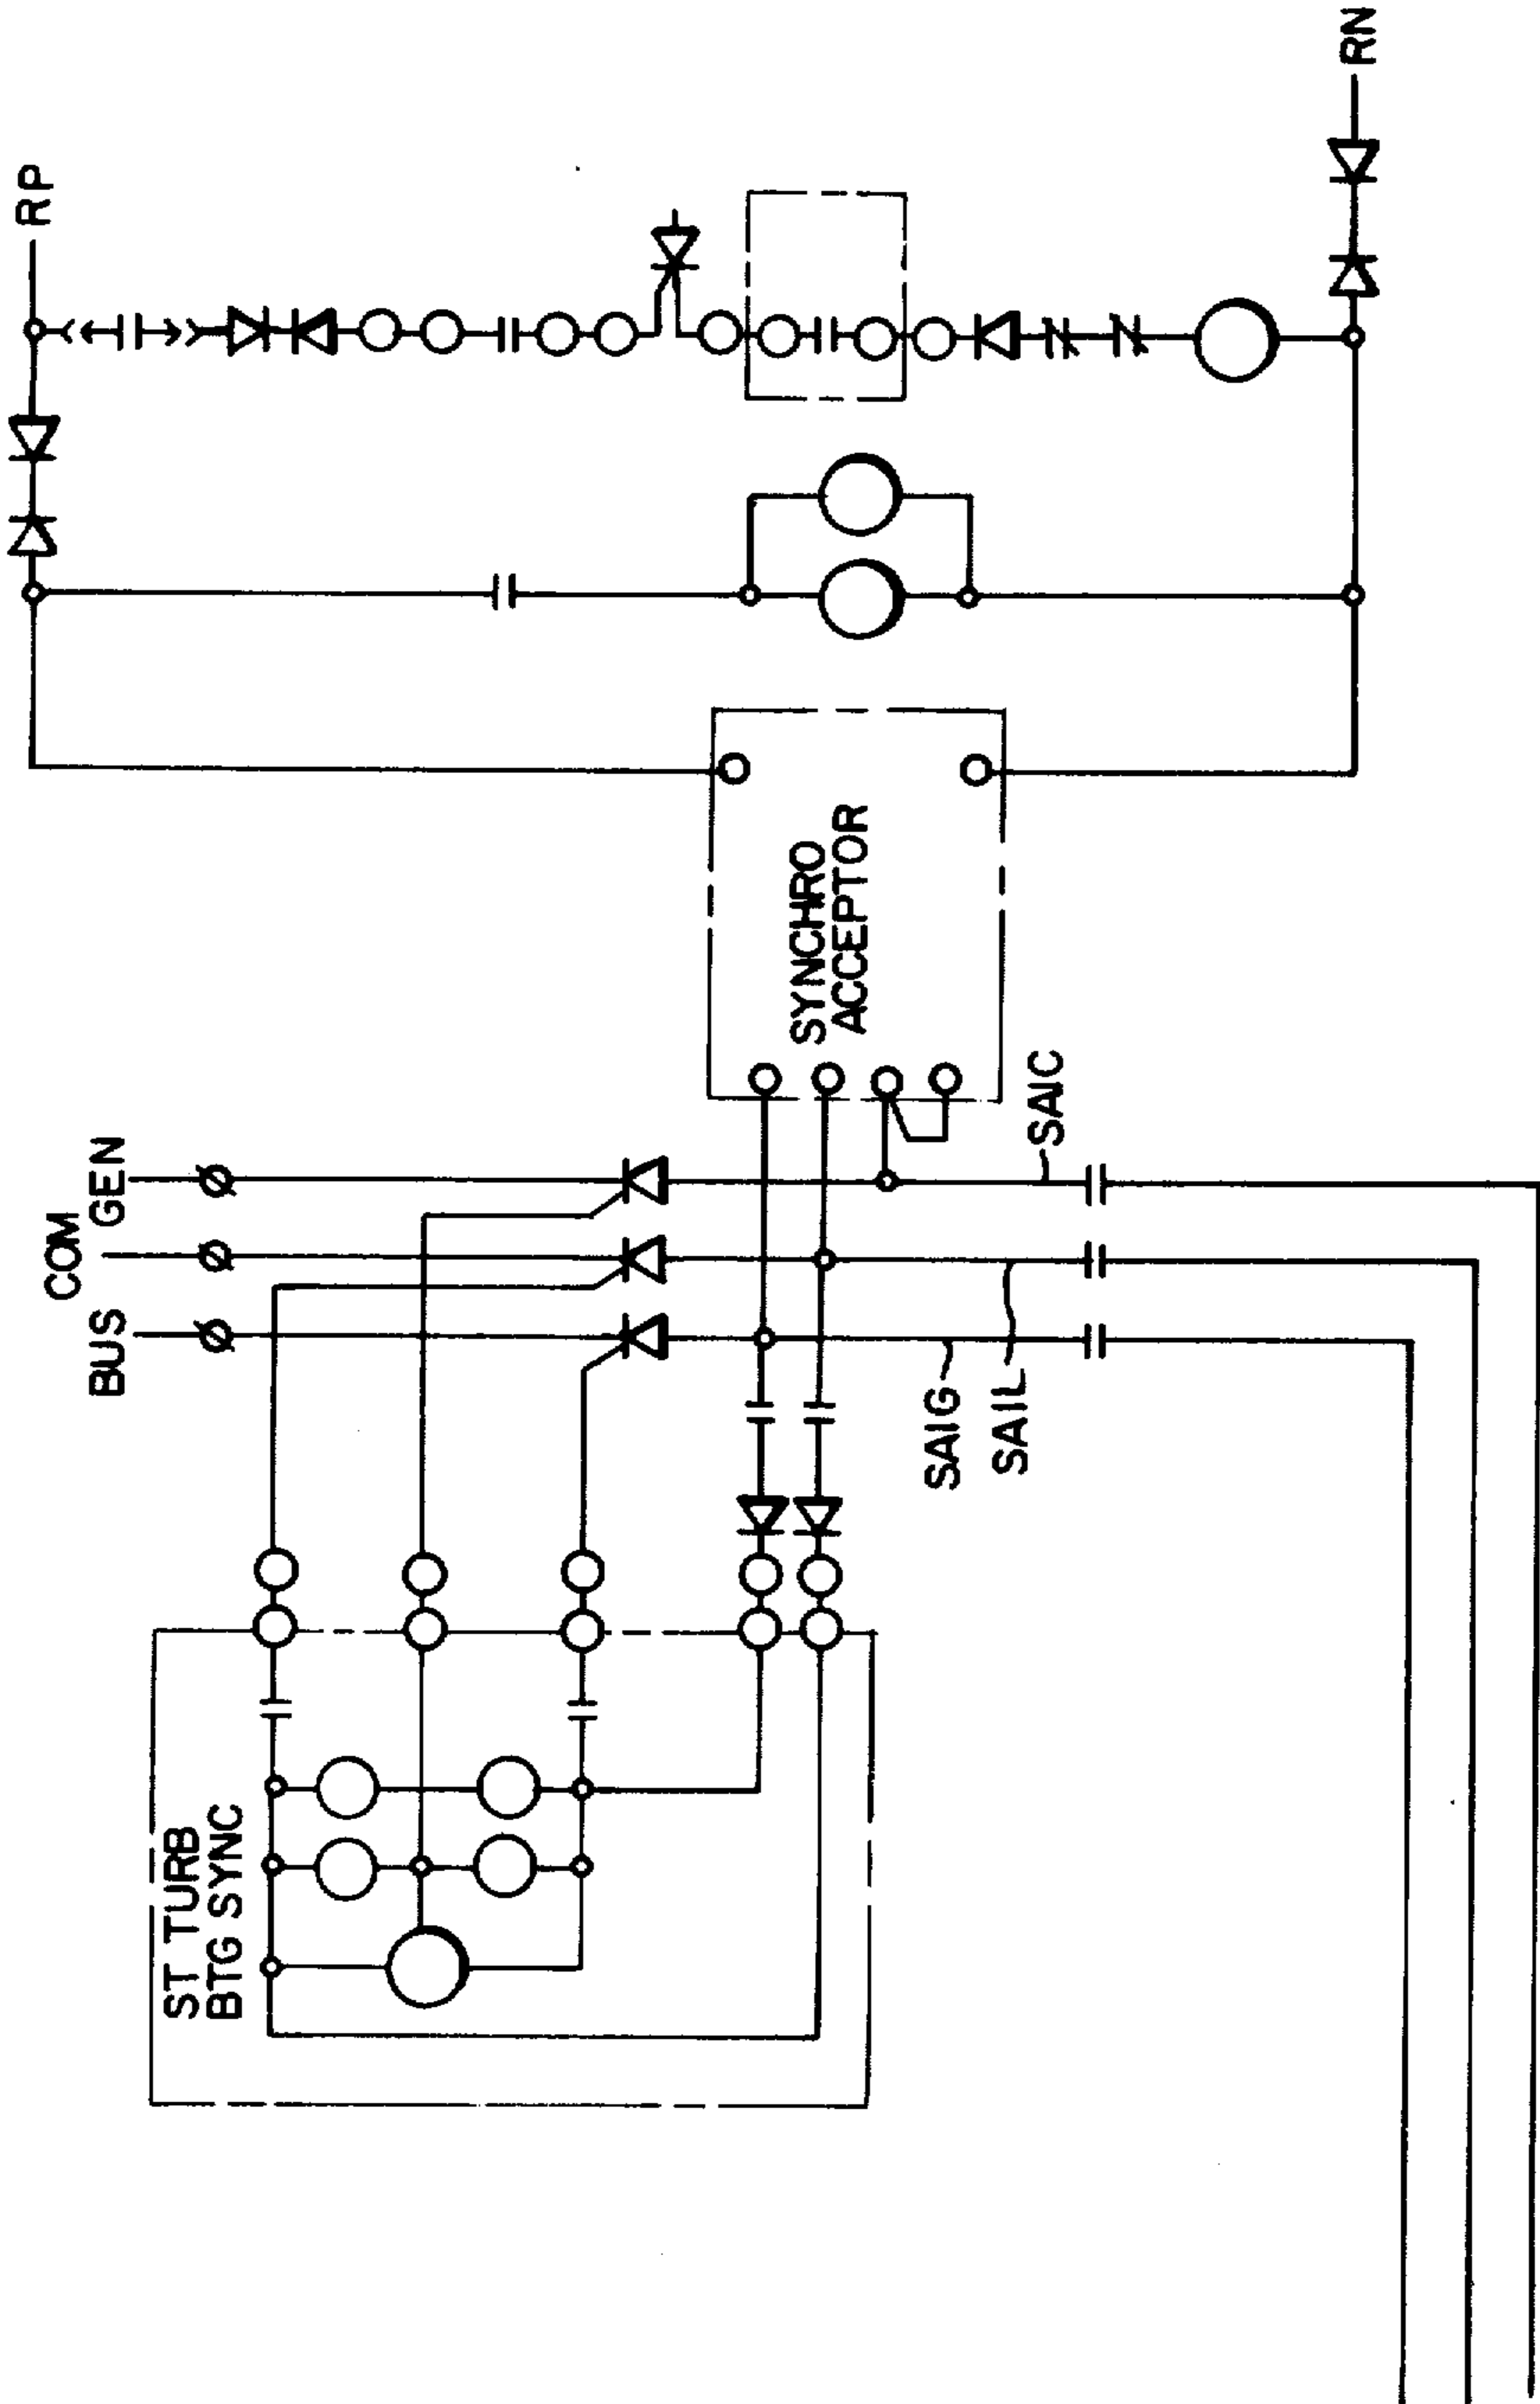 RP
RN
SYNCHRO
ACCEPTOR
GEN
COM
BUS
SAIC
SAIL
SAIG
ST TURB
BTG SYNC